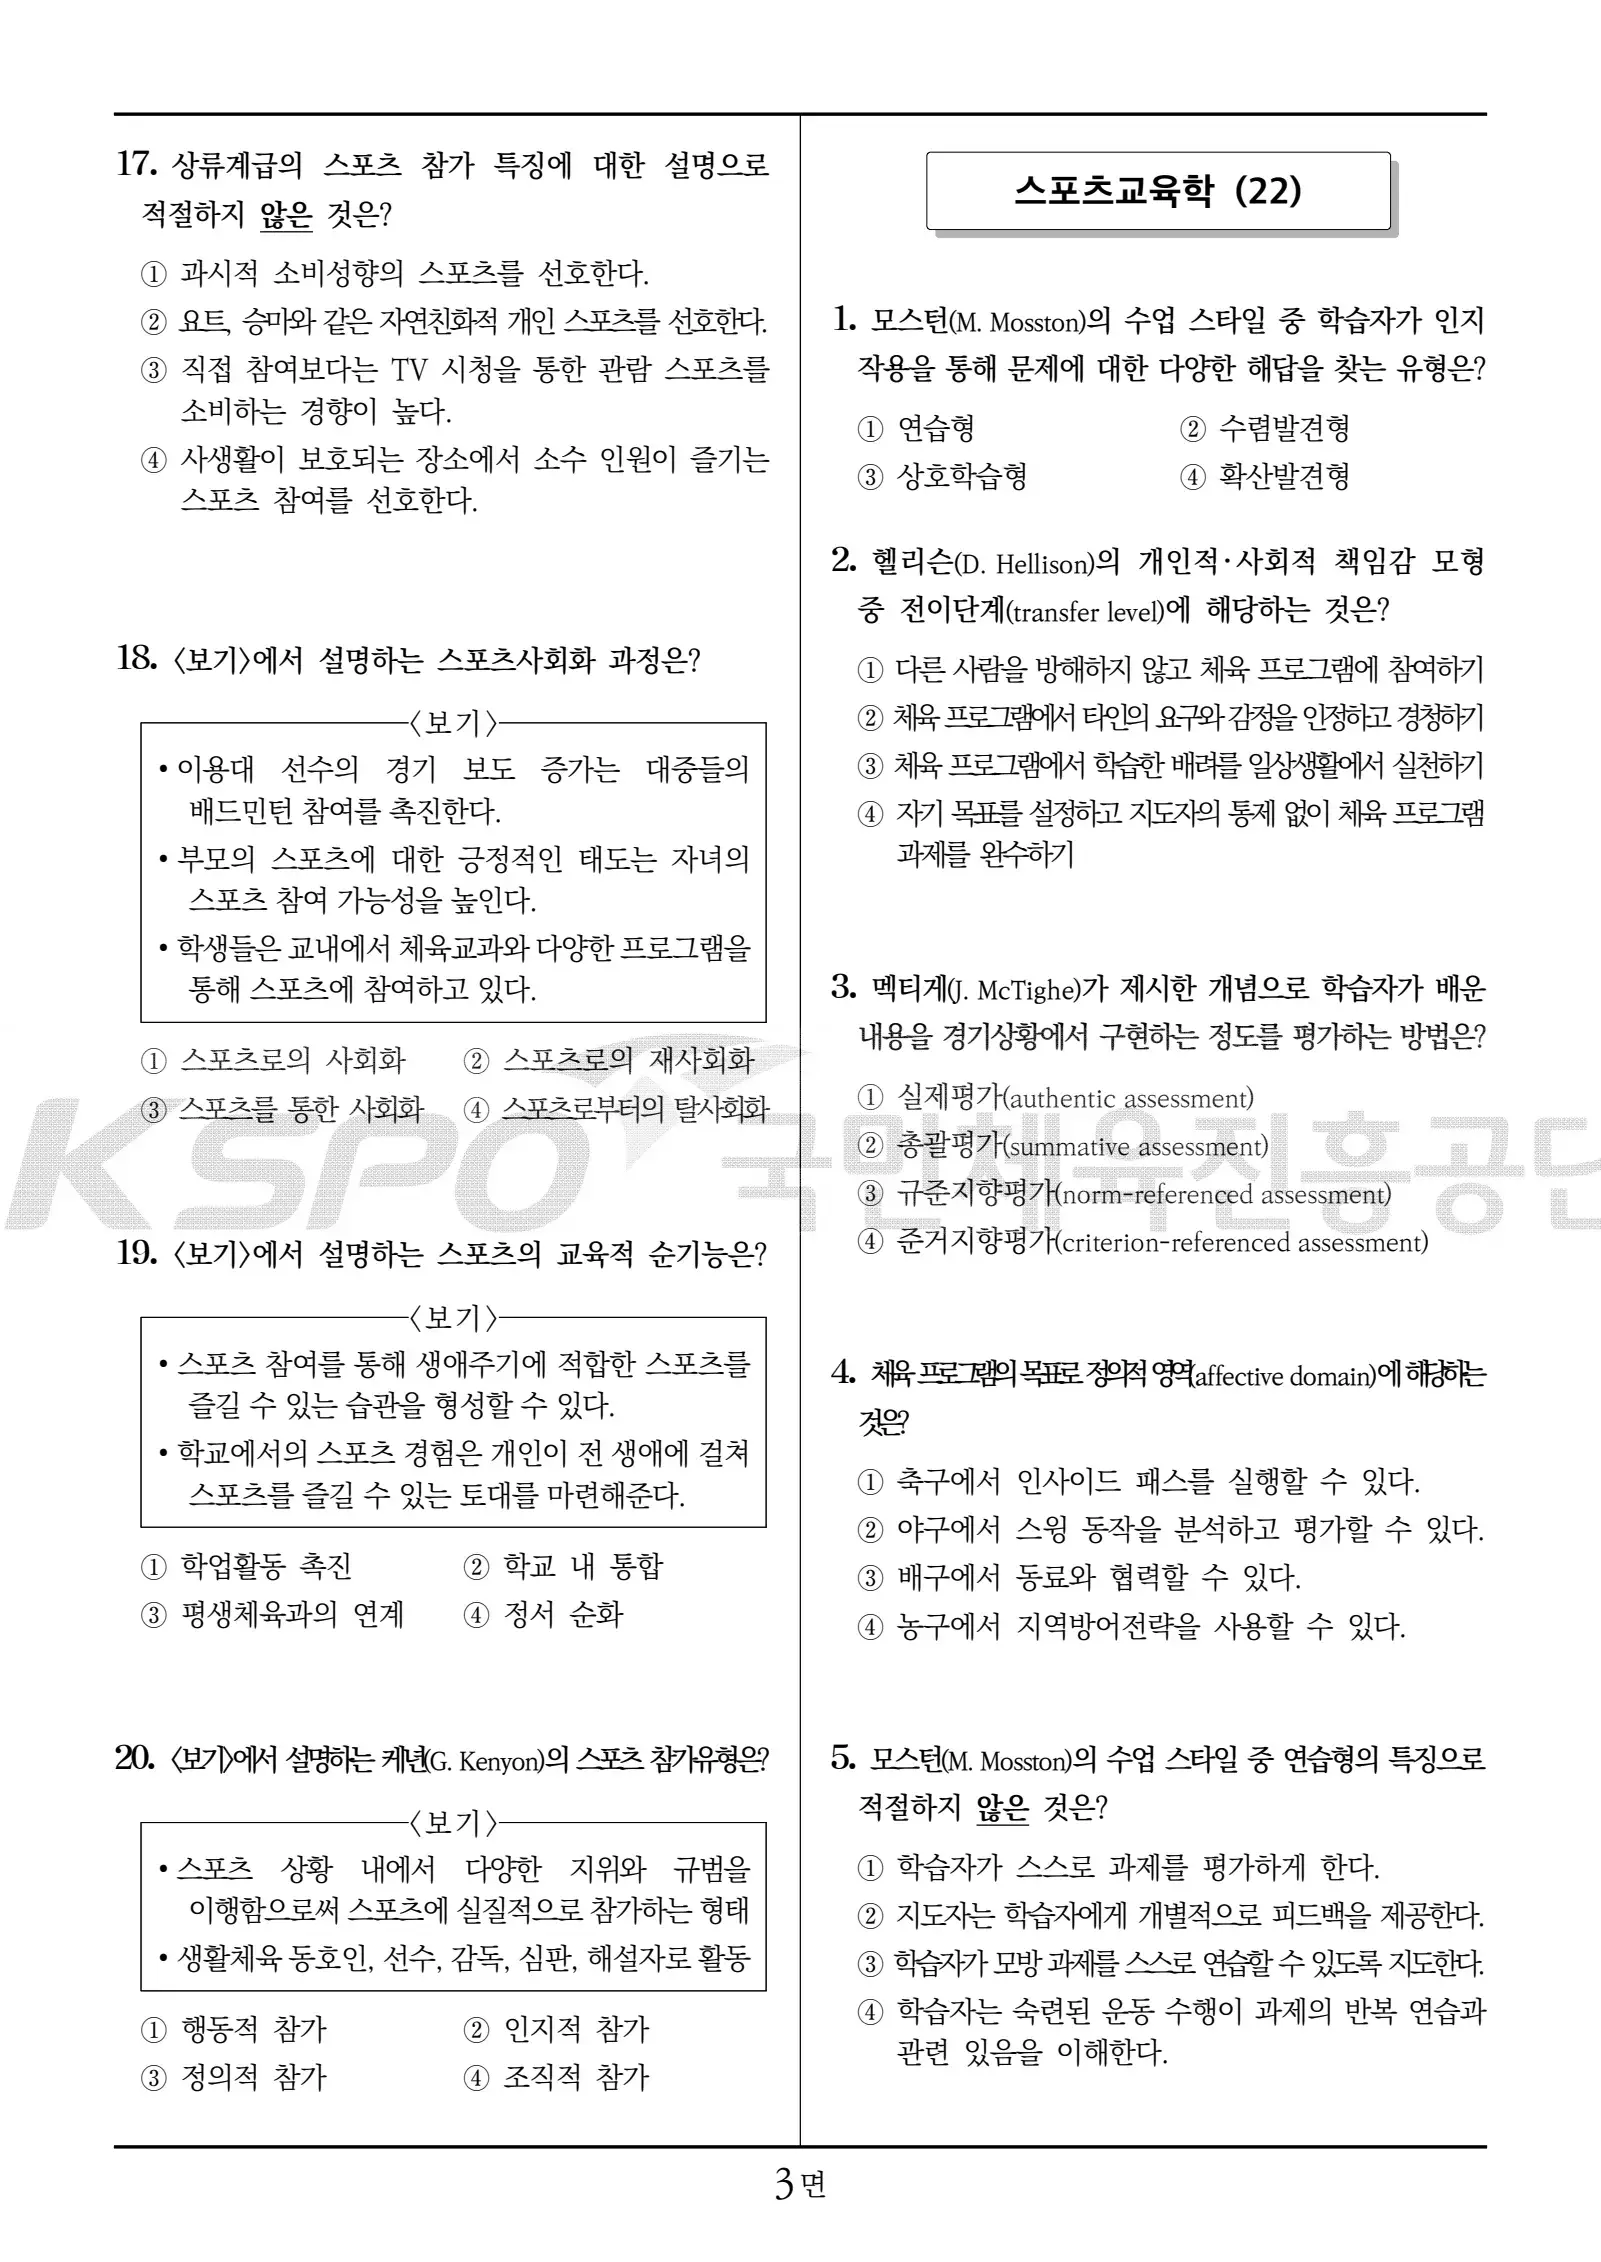 17. 상류계급의 스포츠 참가 특징에 대한 설명으로
적절하지 않은 것은?
① 과시적 소비성향의 스포츠를 선호한다.
② 요트, 승마와 같은 자연친화적 개인 스포츠를 선호한다.
③ 직접 참여보다는 TV 시청을 통한 관람 스포츠를
소비하는 경향이 높다.
④ 사생활이 보호되는 장소에서 소수 인원이 즐기는
스포츠 참여를 선호한다.
18. 〈보기〉에서 설명하는 스포츠사회화 과정은?
〈보기〉
• 이용대 선수의 경기 보도 증가는 대중들의
배드민턴 참여를 촉진한다.
• 부모의 스포츠에 대한 긍정적인 태도는 자녀의
스포츠 참여 가능성을 높인다.
• 학생들은 교내에서 체육교과와 다양한 프로그램을
통해 스포츠에 참여하고 있다.
① 스포츠로의 사회화 ② 스포츠로의 재사회화
③ 스포츠를 통한 사회화 ④ 스포츠로부터의 탈사회화
19. 〈보기〉에서 설명하는 스포츠의 교육적 순기능은?
〈보기〉
• 스포츠 참여를 통해 생애주기에 적합한 스포츠를
즐길 수 있는 습관을 형성할 수 있다.
• 학교에서의 스포츠 경험은 개인이 전 생애에 걸쳐
스포츠를 즐길 수 있는 토대를 마련해준다.
① 학업활동 촉진 ② 학교 내 통합
③ 평생체육과의 연계 ④ 정서 순화
20. 〈보기〉에서 설명하는 케년(G. Kenyon)의 스포츠 참가유형은?
〈보기〉
• 스포츠 상황 내에서 다양한 지위와 규범을
이행함으로써 스포츠에 실질적으로 참가하는 형태
• 생활체육 동호인, 선수, 감독, 심판, 해설자로 활동
① 행동적 참가 ② 인지적 참가
③ 정의적 참가 ④ 조직적 참가
스포츠교육학 (22)
1. 모스턴(M. Mosston)의 수업 스타일 중 학습자가 인지
작용을 통해 문제에 대한 다양한 해답을 찾는 유형은?
① 연습형 ② 수렴발견형
③ 상호학습형 ④ 확산발견형
2. 헬리슨(D. Hellison)의 개인적·사회적 책임감 모형
중 전이단계(transfer level)에 해당하는 것은?
① 다른 사람을 방해하지 않고 체육 프로그램에 참여하기
② 체육 프로그램에서 타인의 요구와 감정을 인정하고 경청하기
③ 체육 프로그램에서 학습한 배려를 일상생활에서 실천하기
④ 자기 목표를 설정하고 지도자의 통제 없이 체육 프로그램
과제를 완수하기
3. 멕티게(J. McTighe)가 제시한 개념으로 학습자가 배운
내용을 경기상황에서 구현하는 정도를 평가하는 방법은?
① 실제평가(authentic assessment)
② 총괄평가(summative assessment)
③ 규준지향평가(norm-referenced assessment)
④ 준거지향평가(criterion-referenced assessment)
4. 체육 프로그램의 목표로 정의적 영역(affective domain)에 해당하는
것은?
① 축구에서 인사이드 패스를 실행할 수 있다.
② 야구에서 스윙 동작을 분석하고 평가할 수 있다.
③ 배구에서 동료와 협력할 수 있다.
④ 농구에서 지역방어전략을 사용할 수 있다.
5. 모스턴(M. Mosston)의 수업 스타일 중 연습형의 특징으로
적절하지 않은 것은?
① 학습자가 스스로 과제를 평가하게 한다.
② 지도자는 학습자에게 개별적으로 피드백을 제공한다.
③ 학습자가 모방 과제를 스스로 연습할 수 있도록 지도한다.
④ 학습자는 숙련된 운동 수행이 과제의 반복 연습과
관련 있음을 이해한다.
KSPO 국민체육진흥공단
3 면